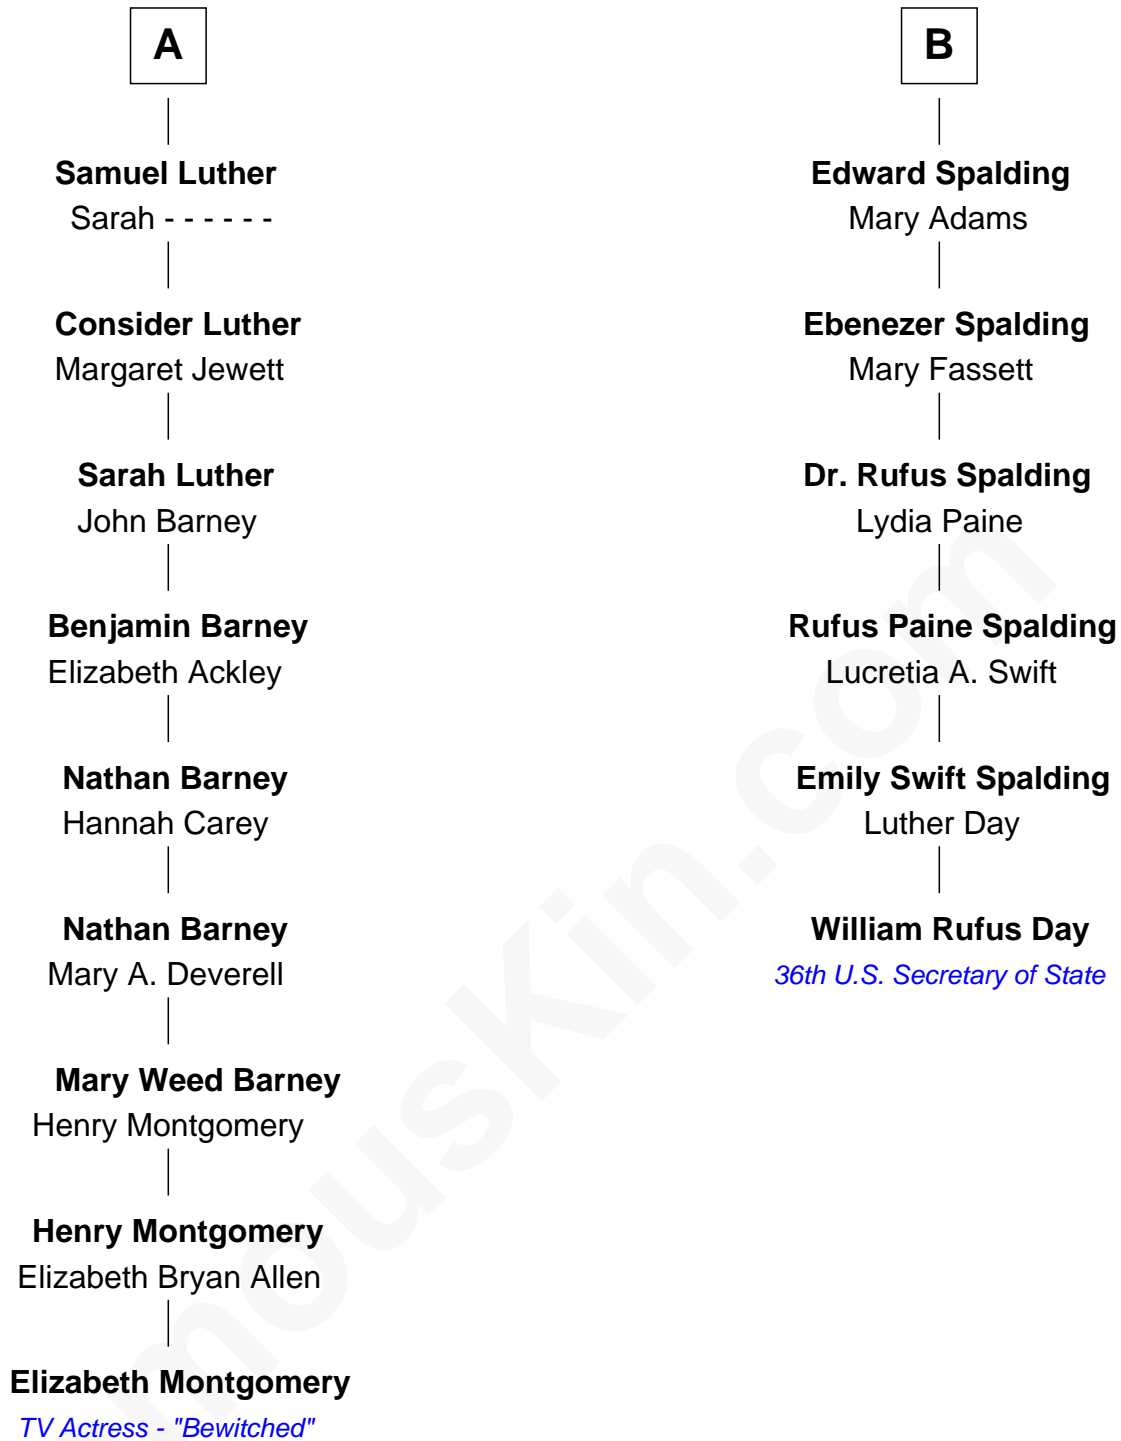 A
Samuel Luther
Sarah - - - - - -
Consider Luther
Margaret Jewett
Sarah Luther
John Barney
Benjamin Barney
Elizabeth Ackley
Nathan Barney
Hannah Carey
Nathan Barney
Mary A. Deverell
Mary Weed Barney
Henry Montgomery
Henry Montgomery
Elizabeth Bryan Allen
Elizabeth Montgomery
TV Actress - "Bewitched"
B
Edward Spalding
Mary Adams
Ebenezer Spalding
Mary Fassett
Dr. Rufus Spalding
Lydia Paine
Rufus Paine Spalding
Lucretia A. Swift
Emily Swift Spalding
Luther Day
William Rufus Day
36th U.S. Secretary of State
mousKin.com